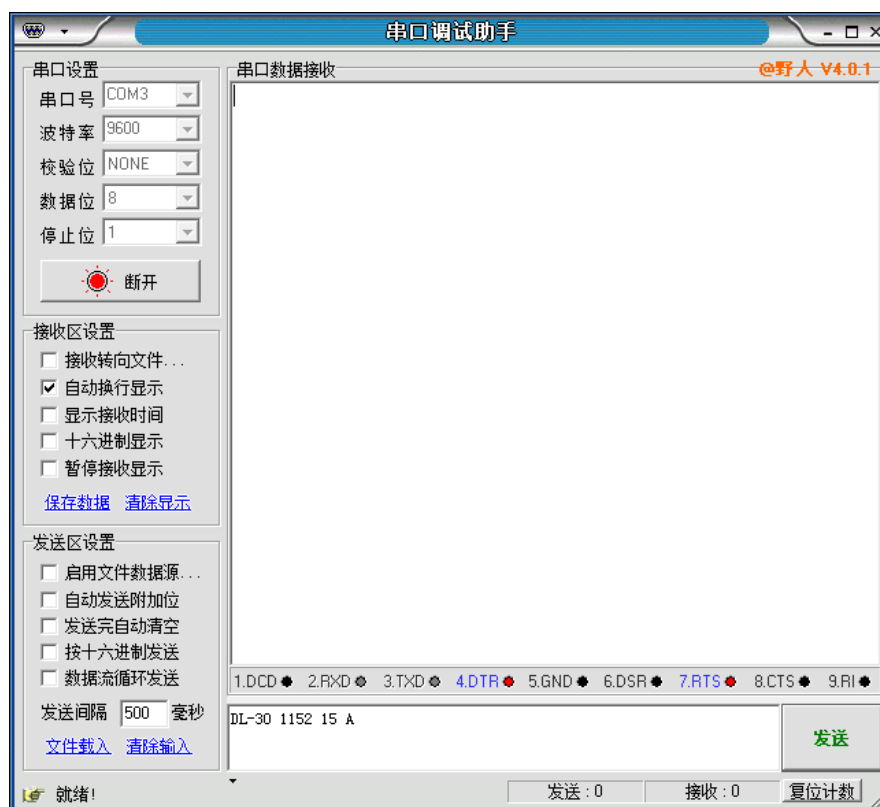 串口调试助手
串口设置
串口号 COM3
波特率 9600
校验位 NONE
数据位 8
停止位 1
断开
接收区设置
接收转向文件...
自动换行显示
显示接收时间
十六进制显示
暂停接收显示
保存数据 清除显示
发送区设置
启用文件数据源...
自动发送附加位
发送完自动清空
按十六进制发送
数据流循环发送
发送间隔 500 毫秒
文件载入 清除输入
串口数据接收
@野人 V4.0.1
1.DCD 2.RXD 3.TXD 4.DTR 5.GND 6.DSR 7.RTS 8.CTS 9.RI
DL-30 1152 15 A
发送
就绪!
发送:0 接收:0 复位计数